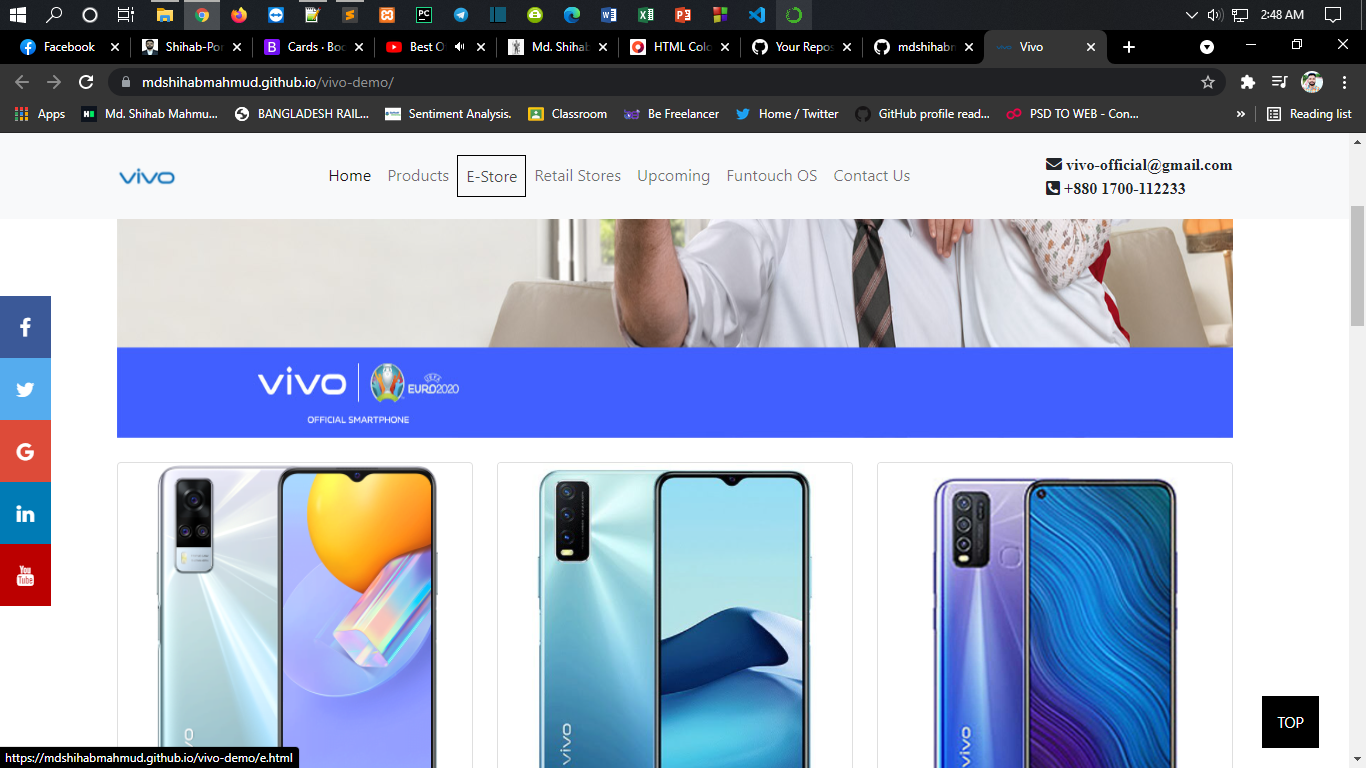 2:48 AM
Facebook
Shihab-Por
Cards · Boo
Best O
Md. Shihab
HTML Colo
Your Repos
mdshihabm
Vivo
mdshihabmahmud.github.io/vivo-demo/
Apps
Md. Shihab Mahmu...
BANGLADESH RAIL...
Sentiment Analysis.
Classroom
Be Freelancer
Home / Twitter
GitHub profile read...
PSD TO WEB - Con...
»
Reading list
vivo
Home
Products
E-Store
Retail Stores
Upcoming
Funtouch OS
Contact Us
vivo-official@gmail.com
+880 1700-112233
vivo
UEFA
EURO2020
OFFICIAL SMARTPHONE
vivo
vivo
TOP
https://mdshihabmahmud.github.io/vivo-demo/e.html